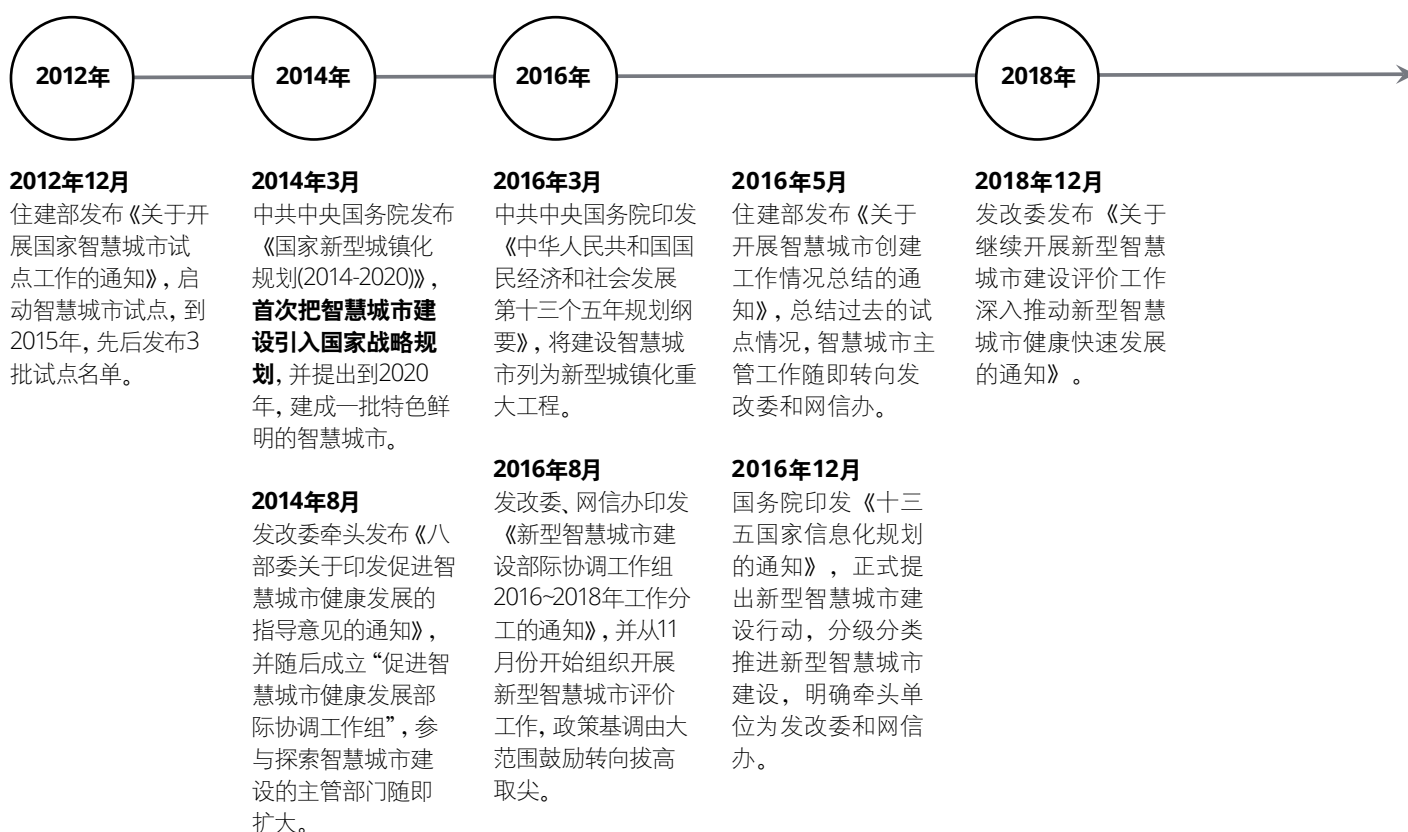 2012年
2014年
2016年
2018年
2012年12月
住建部发布《关于开
展国家智慧城市试
点工作的通知》，启
动智慧城市试点，到
2015年，先后发布3
批试点名单。
2014年3月
中共中央国务院发布
《国家新型城镇化
规划(2014-2020)》，
首次把智慧城市建
设引入国家战略规
划，并提出到2020
年，建成一批特色鲜
明的智慧城市。
2014年8月
发改委牵头发布《八
部委关于印发促进智
慧城市健康发展的
指导意见的通知》，
并随后成立“促进智
慧城市健康发展部
际协调工作组”，参
与探索智慧城市建
设的主管部门随即
扩大。
2016年3月
中共中央国务院印发
《中华人民共和国国
民经济和社会发展
第十三个五年规划纲
要》，将建设智慧城
市列为新型城镇化重
大工程。
2016年8月
发改委、网信办印发
《新型智慧城市建
设部际协调工作组
2016~2018年工作分
工的通知》，并从11
月份开始组织开展
新型智慧城市评价
工作，政策基调由大
范围鼓励转向拔高
取尖。
2016年5月
住建部发布《关于
开展智慧城市创建
工作情况总结的通
知》，总结过去的试
点情况，智慧城市主
管工作随即转向发
改委和网信办。
2016年12月
国务院印发《十三
五国家信息化规划
的通知》，正式提
出新型智慧城市建
设行动，分级分类
推进新型智慧城市
建设，明确牵头单
位为发改委和网信
办。
2018年12月
发改委发布《关于
继续开展新型智慧
城市建设评价工作
深入推动新型智慧
城市健康快速发展
的通知》。